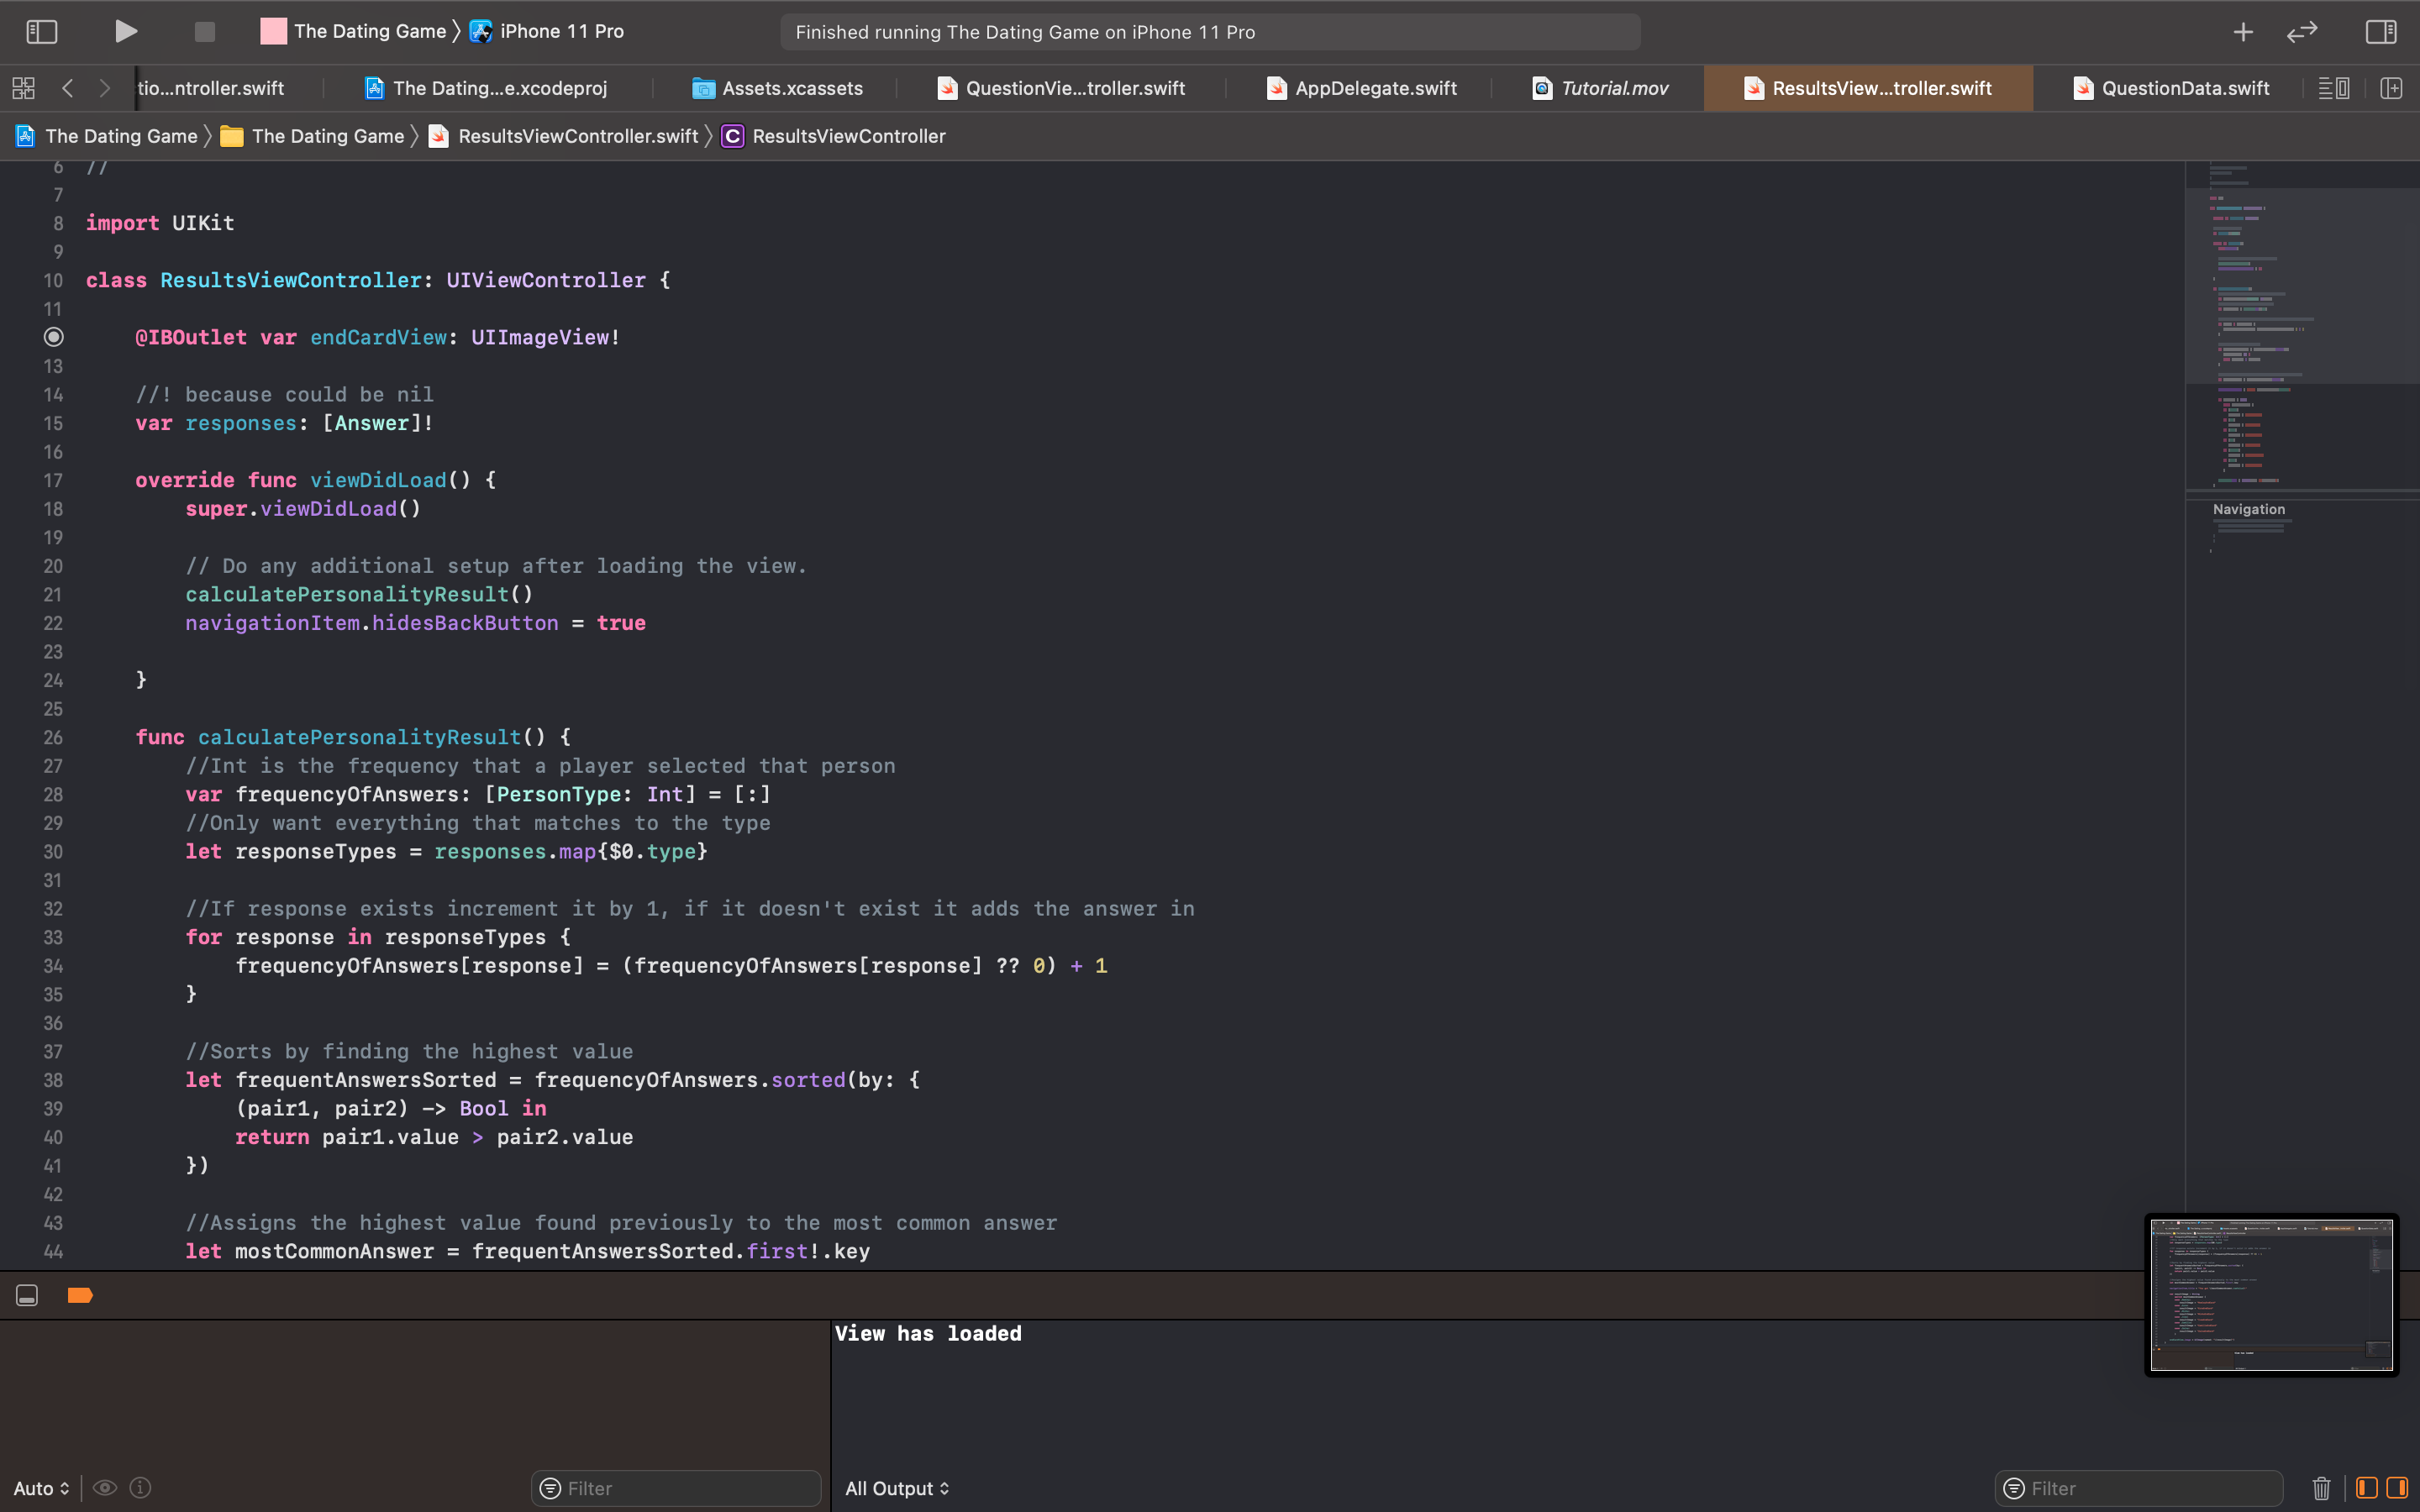 The Dating Game 〉 iPhone 11 Pro
Finished running The Dating Game on iPhone 11 Pro
tio...ntroller.swift
The Dating...e.xcodeproj
Assets.xcassets
QuestionVie...troller.swift
AppDelegate.swift
Tutorial.mov
ResultsView...troller.swift
QuestionData.swift
The Dating Game 〉 The Dating Game 〉 ResultsViewController.swift 〉 C ResultsViewController
6 //
7
8 import UIKit
9
10 class ResultsViewController: UIViewController {
11
@IBOutlet var endCardView: UIImageView!
13
14 //! because could be nil
15 var responses: [Answer]!
16
17 override func viewDidLoad() {
18 super.viewDidLoad()
19
20 // Do any additional setup after loading the view.
21 calculatePersonalityResult()
22 navigationItem.hidesBackButton = true
23
24 }
25
26 func calculatePersonalityResult() {
27 //Int is the frequency that a player selected that person
28 var frequencyOfAnswers: [PersonType: Int] = [:]
29 //Only want everything that matches to the type
30 let responseTypes = responses.map{$0.type}
31
32 //If response exists increment it by 1, if it doesn't exist it adds the answer in
33 for response in responseTypes {
34 frequencyOfAnswers[response] = (frequencyOfAnswers[response] ?? 0) + 1
35 }
36
37 //Sorts by finding the highest value
38 let frequentAnswersSorted = frequencyOfAnswers.sorted(by: {
39 (pair1, pair2) -> Bool in
40 return pair1.value > pair2.value
41 })
42
43 //Assigns the highest value found previously to the most common answer
44 let mostCommonAnswer = frequentAnswersSorted.first!.key
Navigation
View has loaded
Auto
Filter
All Output
Filter